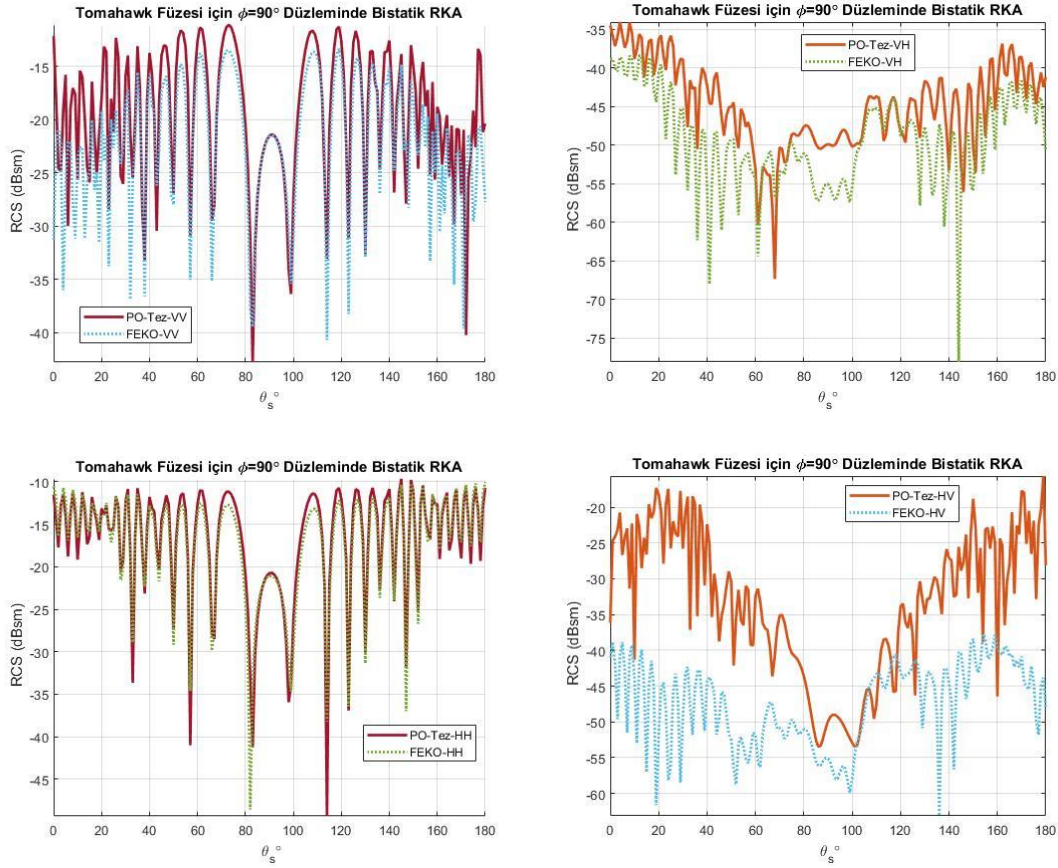 Tomahawk Füzesi için ϕ=90° Düzleminde Bistatik RKA
-15
-20
-25
-30
-35
-40
RCS (dBsm)
PO-Tez-VV
FEKO-VV
0 20 40 60 80 100 120 140 160 180
θs°
Tomahawk Füzesi için ϕ=90° Düzleminde Bistatik RKA
-35
-40
-45
-50
-55
-60
-65
-70
-75
RCS (dBsm)
PO-Tez-VH
FEKO-VH
0 20 40 60 80 100 120 140 160 180
θs°
Tomahawk Füzesi için ϕ=90° Düzleminde Bistatik RKA
-10
-15
-20
-25
-30
-35
-40
-45
RCS (dBsm)
PO-Tez-HH
FEKO-HH
0 20 40 60 80 100 120 140 160 180
θs°
Tomahawk Füzesi için ϕ=90° Düzleminde Bistatik RKA
-20
-25
-30
-35
-40
-45
-50
-55
-60
RCS (dBsm)
PO-Tez-HV
FEKO-HV
0 20 40 60 80 100 120 140 160 180
θs°